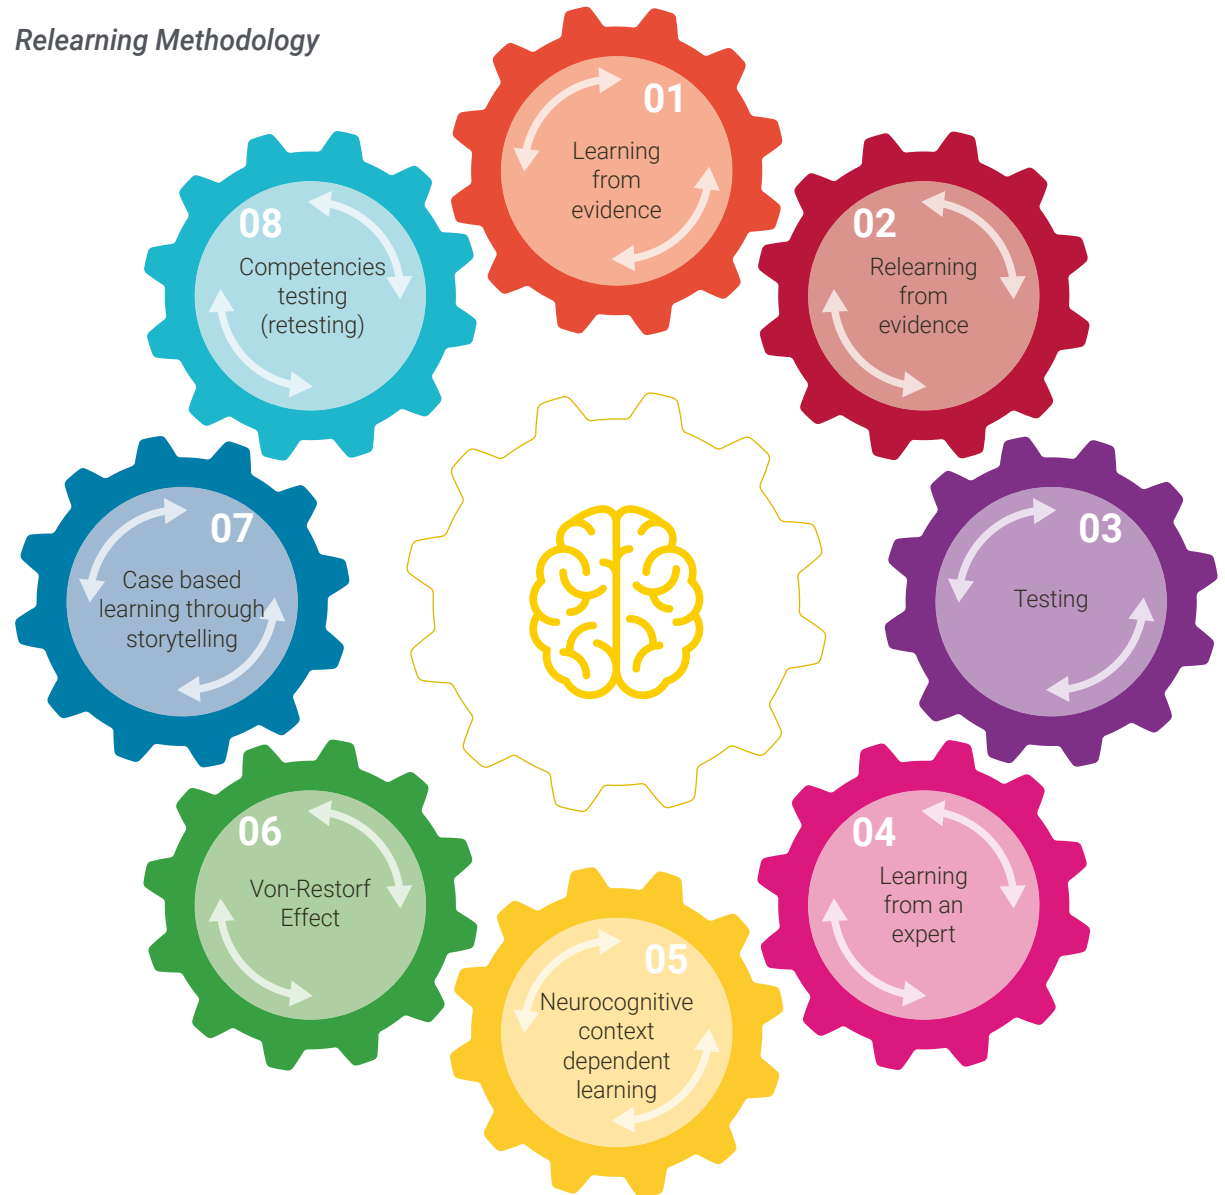 Relearning Methodology
01
Learning
from
evidence
02
Relearning
from
evidence
03
Testing
04
Learning
from an
expert
05
Neurocognitive
context
dependent
learning
06
Von-Restorf
Effect
07
Case based
learning through
storytelling
08
Competencies
testing
(retesting)